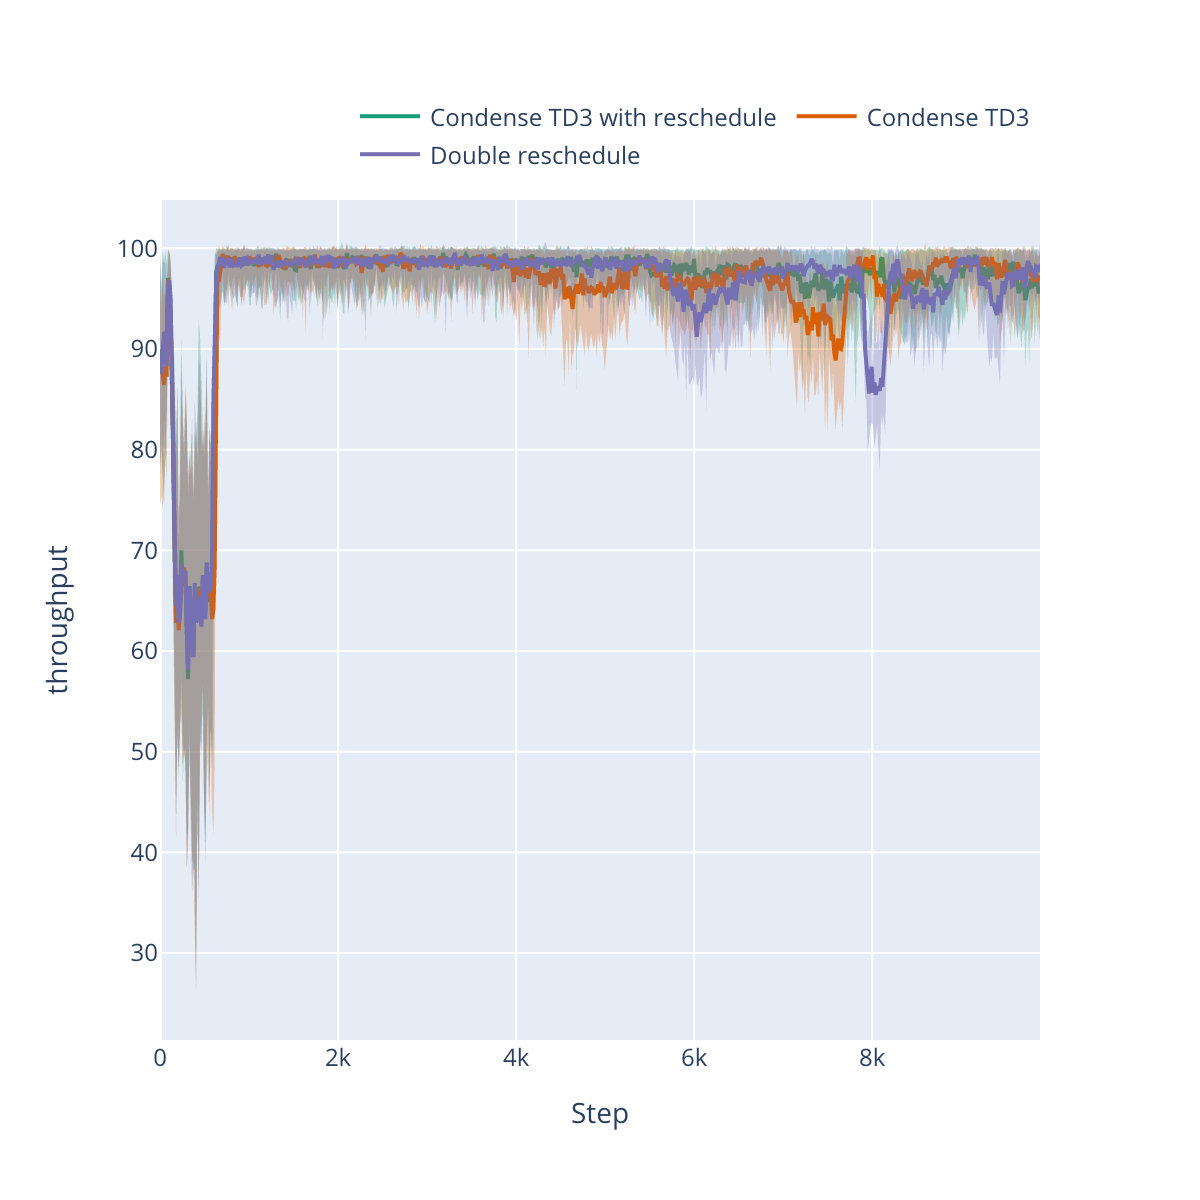 Condense TD3 with reschedule Condense TD3
Double reschedule
100
90
80
70
60
50
40
30
throughput
0 2k 4k 6k 8k
Step